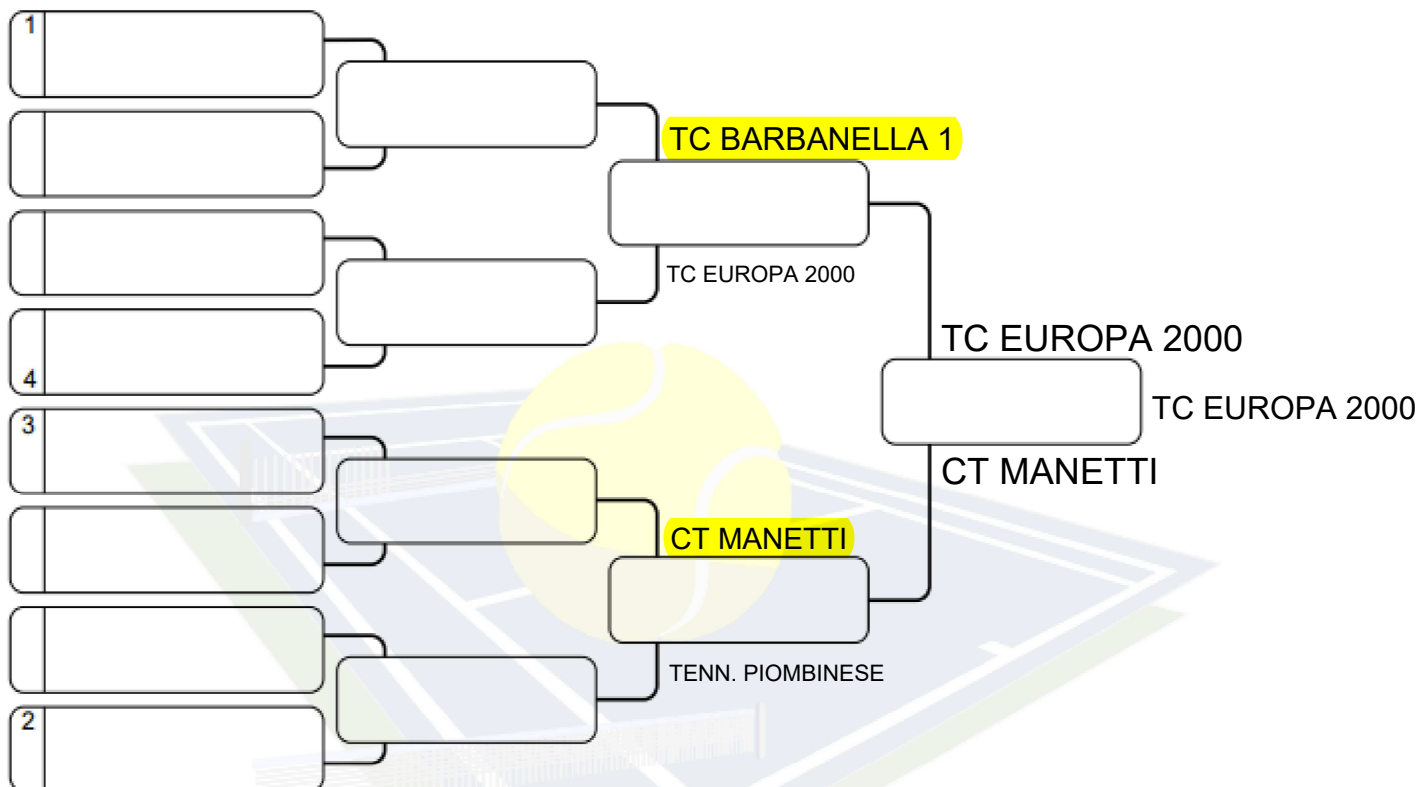 1
TC BARBANELLA 1
TC EUROPA 2000
4
TC EUROPA 2000
TC EUROPA 2000
3
CT MANETTI
CT MANETTI
TENN. PIOMBINESE
2